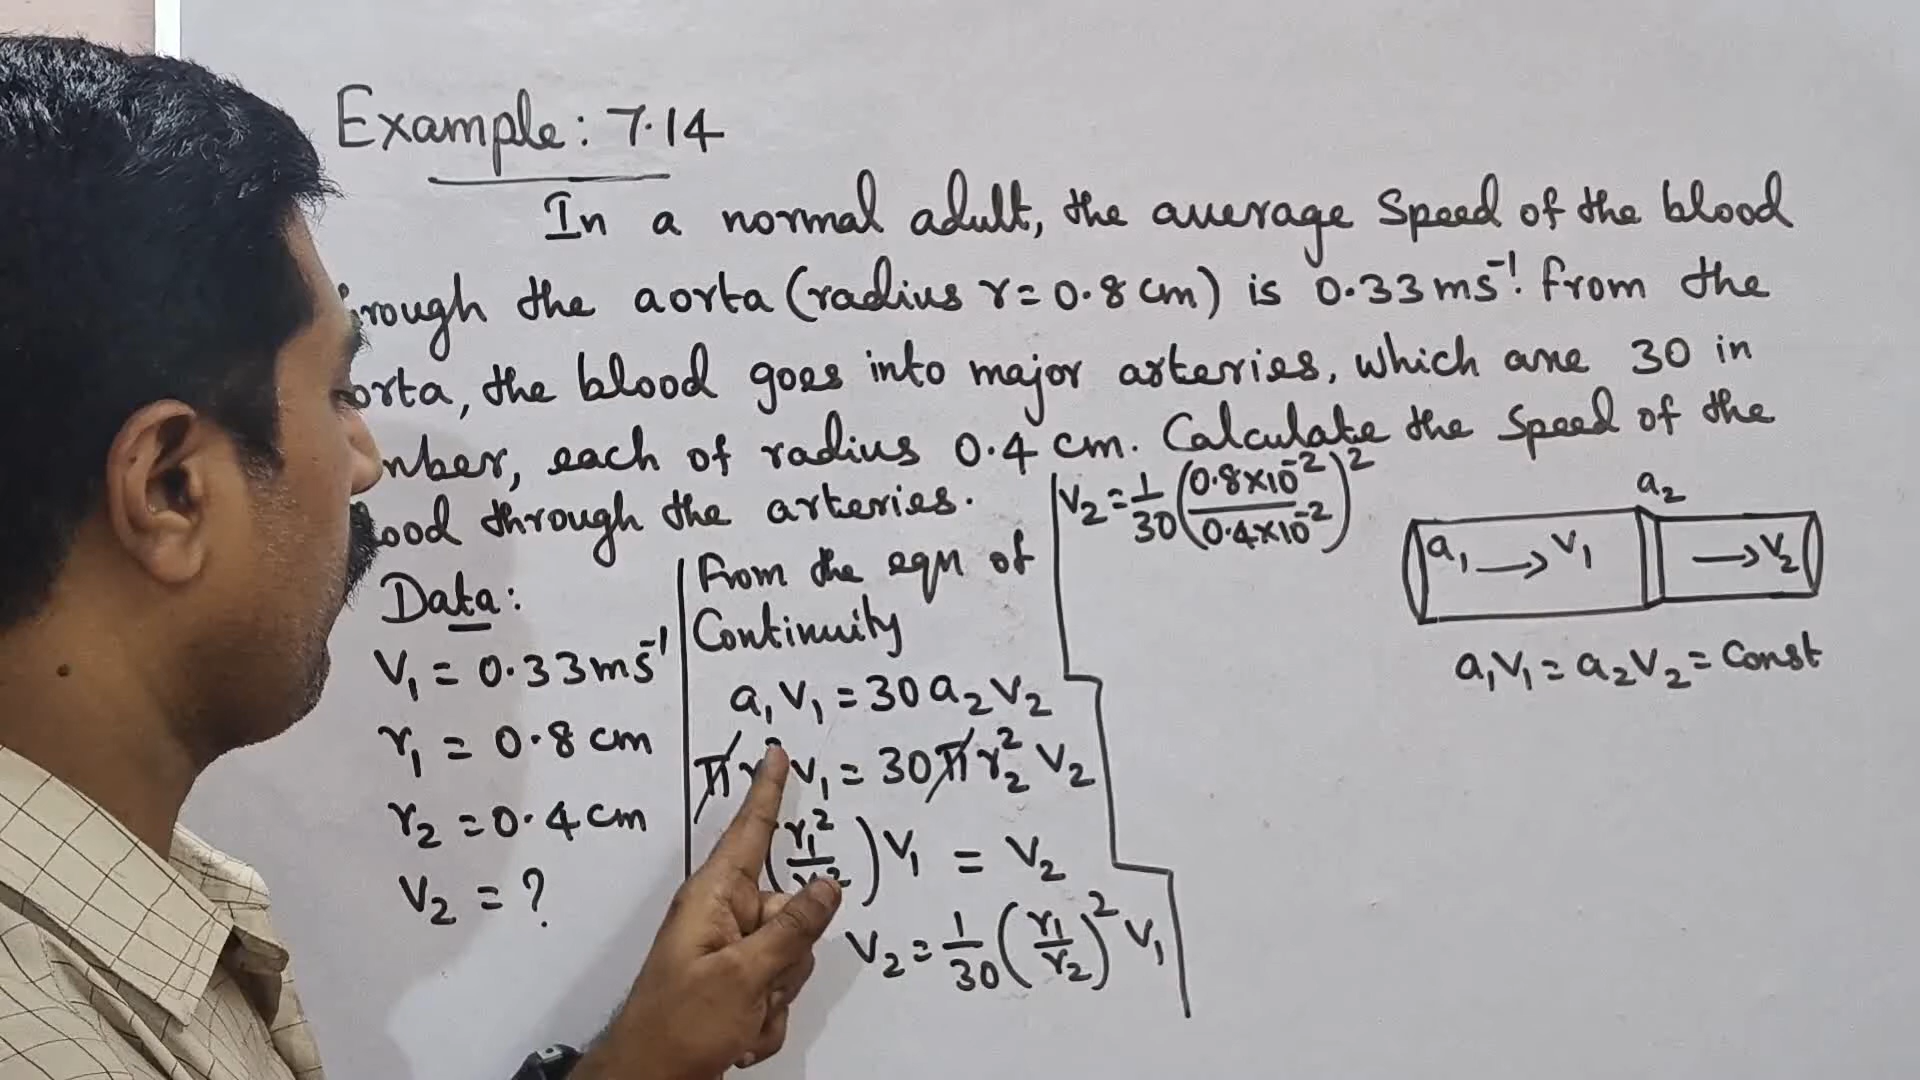 Example: 7.14
In a normal adult, the average Speed of the blood
the aorta (radius r = 0.8 cm) is 0.33 ms⁻¹. From the
the blood goes into major arteries, which are 30 in
each of radius 0.4 cm. Calculate the Speed of the
through the arteries.
Data:
V₁ = 0.33 ms⁻¹
r₁ = 0.8 cm
r₂ = 0.4 cm
V₂ = ?
From the eqn of
Continuity
a₁V₁ = 30 a₂V₂
V₁ = 30 π r₂² V₂
V₁ = V₂
V₂ = 1/30 (r₁/r₂)² V₁
V₂ = 1/30 (0.8×10⁻²/0.4×10⁻²)²
a₂
a₁ → V₁
→ V₂
a₁V₁ = a₂V₂ = Const